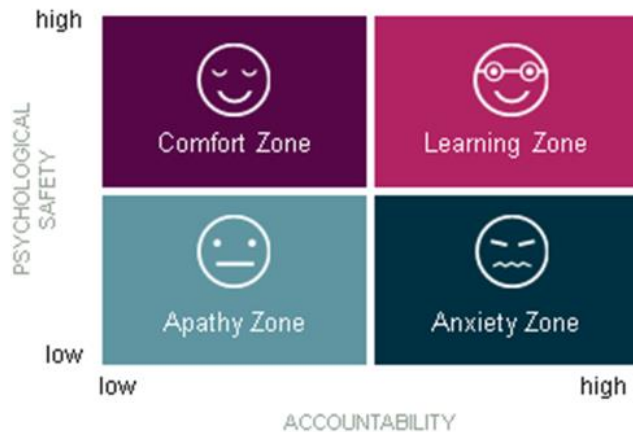 high
Comfort Zone
Learning Zone
PSYCHOLOGICAL
SAFETY
Apathy Zone
Anxiety Zone
low
low
high
ACCOUNTABILITY